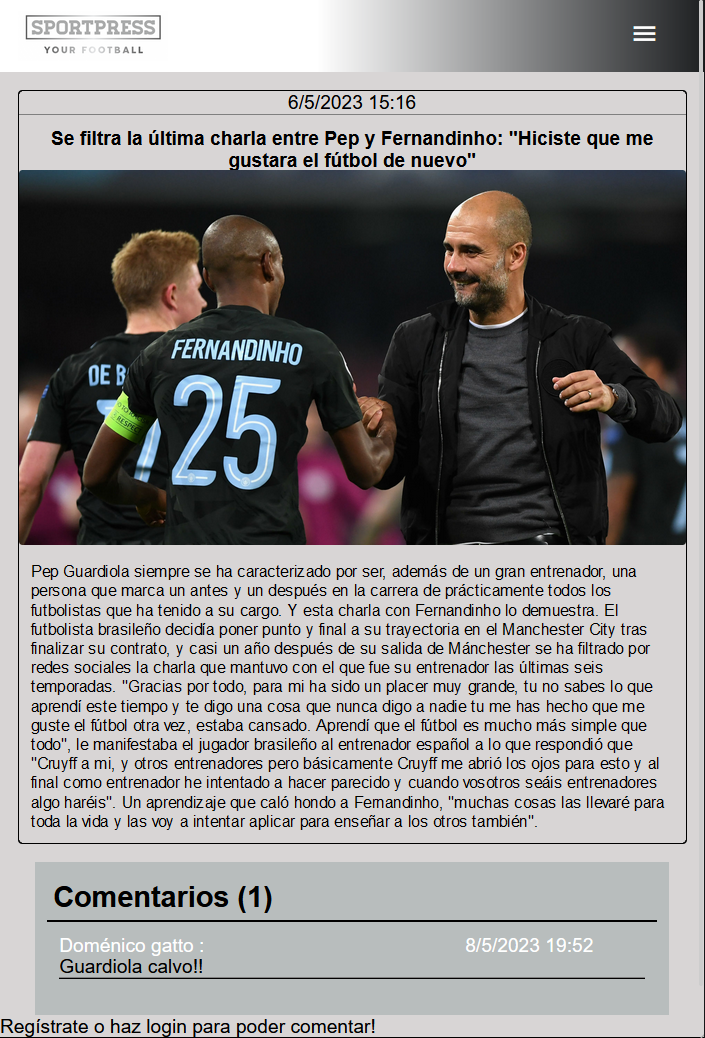 SPORTPRESS
YOUR FOOTBALL
6/5/2023 15:16
Se filtra la última charla entre Pep y Fernandinho: "Hiciste que me
gustara el fútbol de nuevo"
DE B
FERNANDINHO
25
RESPECT
Pep Guardiola siempre se ha caracterizado por ser, además de un gran entrenador, una
persona que marca un antes y un después en la carrera de prácticamente todos los
futbolistas que ha tenido a su cargo. Y esta charla con Fernandinho lo demuestra. El
futbolista brasileño decidía poner punto y final a su trayectoria en el Manchester City tras
finalizar su contrato, y casi un año después de su salida de Mánchester se ha filtrado por
redes sociales la charla que mantuvo con el que fue su entrenador las últimas seis
temporadas. "Gracias por todo, para mi ha sido un placer muy grande, tu no sabes lo que
aprendí este tiempo y te digo una cosa que nunca digo a nadie tu me has hecho que me
guste el fútbol otra vez, estaba cansado. Aprendí que el fútbol es mucho más simple que
todo", le manifestaba el jugador brasileño al entrenador español a lo que respondió que
"Cruyff a mi, y otros entrenadores pero básicamente Cruyff me abrió los ojos para esto y al
final como entrenador he intentado a hacer parecido y cuando vosotros seáis entrenadores
algo haréis". Un aprendizaje que caló hondo a Fernandinho, "muchas cosas las llevaré para
toda la vida y las voy a intentar aplicar para enseñar a los otros también".
Comentarios (1)
Doménico gatto : 8/5/2023 19:52
Guardiola calvo!!
Regístrate o haz login para poder comentar!